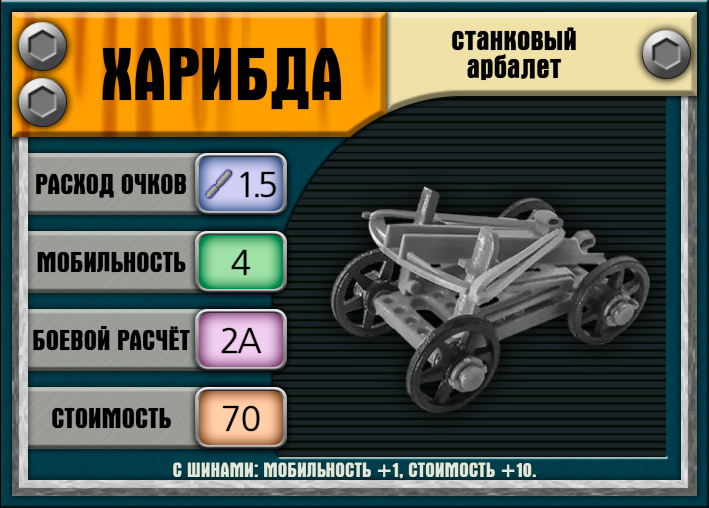 ХАРИБДА
СТАНКОВЫЙ
арбалет
РАСХОД ОЧКОВ 1.5
МОБИЛЬНОСТЬ 4
БОЕВОЙ РАСЧЁТ 2А
СТОИМОСТЬ 70
С ШИНАМИ: МОБИЛЬНОСТЬ +1, СТОИМОСТЬ +10.